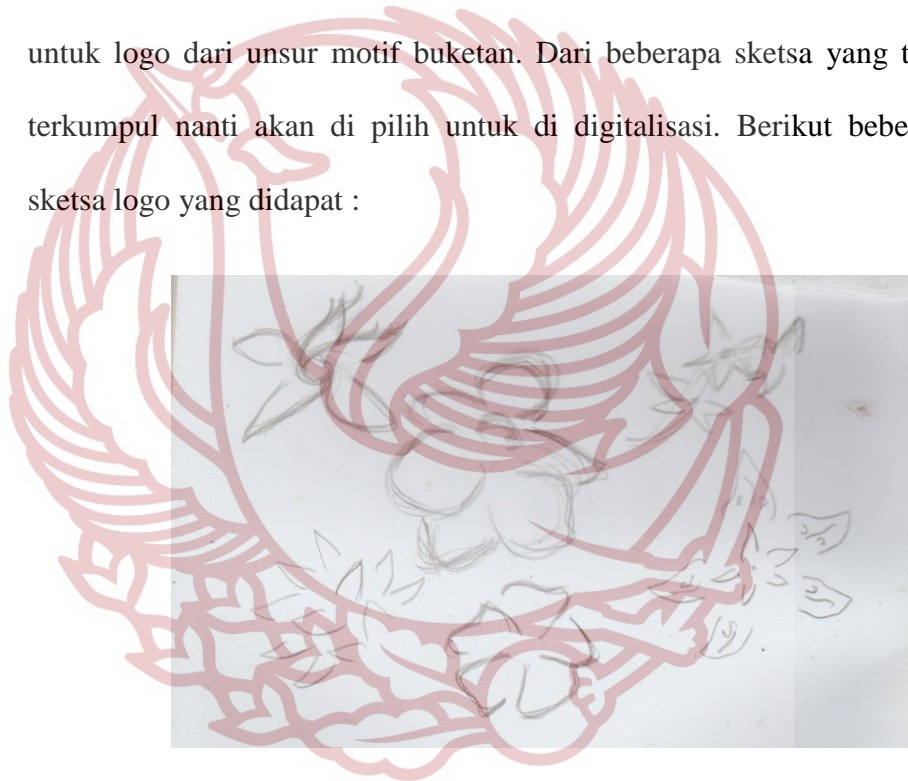 untuk logo dari unsur motif buketan. Dari beberapa sketsa yang
terkumpul nanti akan di pilih untuk di digitalisasi. Berikut
sketsa logo yang didapat :